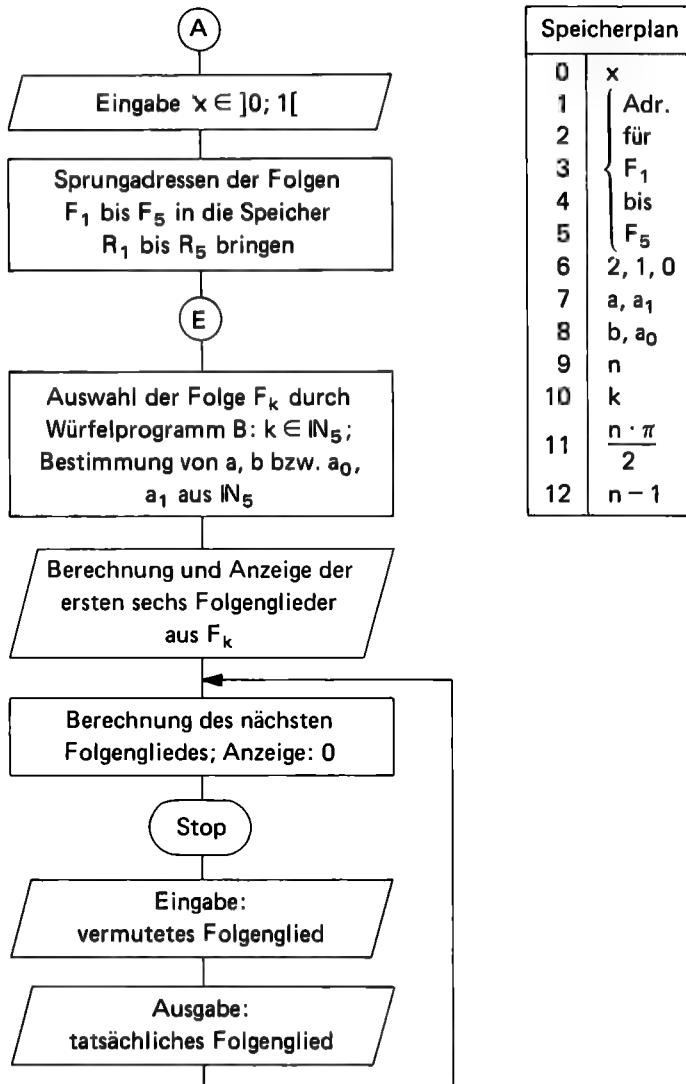 A
Eingabe x ∈ ]0; 1[
Sprungadressen der Folgen
F₁ bis F₅ in die Speicher
R₁ bis R₅ bringen
E
Auswahl der Folge Fₖ durch
Würfelprogramm B: k ∈ ℕ₅;
Bestimmung von a, b bzw. a₀,
a₁ aus ℕ₅
Berechnung und Anzeige der
ersten sechs Folgenglieder
aus Fₖ
Berechnung des nächsten
Folgengliedes; Anzeige: 0
Stop
Eingabe:
vermutetes Folgenglied
Ausgabe:
tatsächliches Folgenglied
Speicherplan
0 x
1 Adr.
2 für
3 F₁
4 bis
5 F₅
6 2, 1, 0
7 a, a₁
8 b, a₀
9 n
10 k
11 n · π
2
12 n − 1